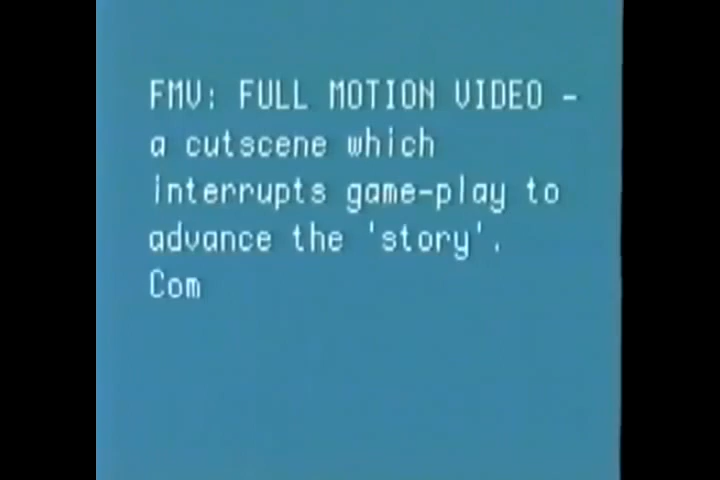 FMV: FULL MOTION VIDEO -
a cutscene which
interrupts game-play to
advance the 'story'.
Com